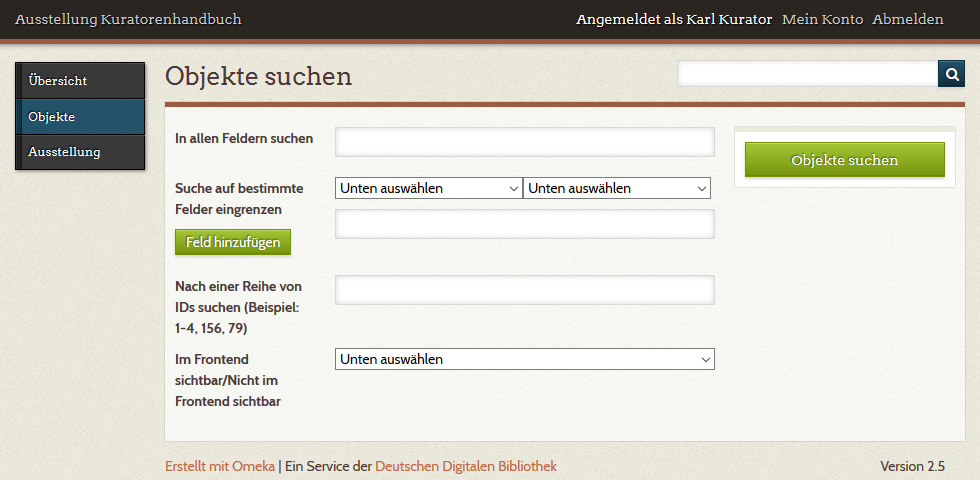 Ausstellung Kuratorenhandbuch
Angemeldet als Karl Kurator Mein Konto Abmelden
Übersicht
Objekte
Ausstellung
Objekte suchen
In allen Feldern suchen
Objekte suchen
Suche auf bestimmte
Felder eingrenzen
Unten auswählen
Unten auswählen
Feld hinzufügen
Nach einer Reihe von
IDs suchen (Beispiel:
1-4, 156, 79)
Im Frontend
sichtbar/Nicht im
Frontend sichtbar
Unten auswählen
Erstellt mit Omeka | Ein Service der Deutschen Digitalen Bibliothek
Version 2.5